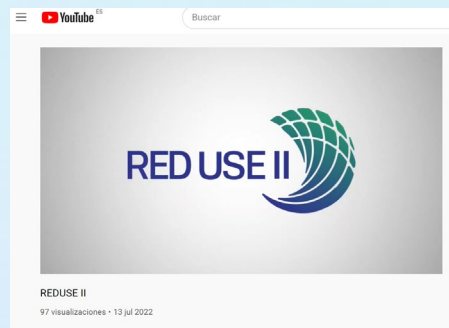 YouTube ES
Buscar
RED USE II
REDUSE II
97 visualizaciones • 13 jul 2022